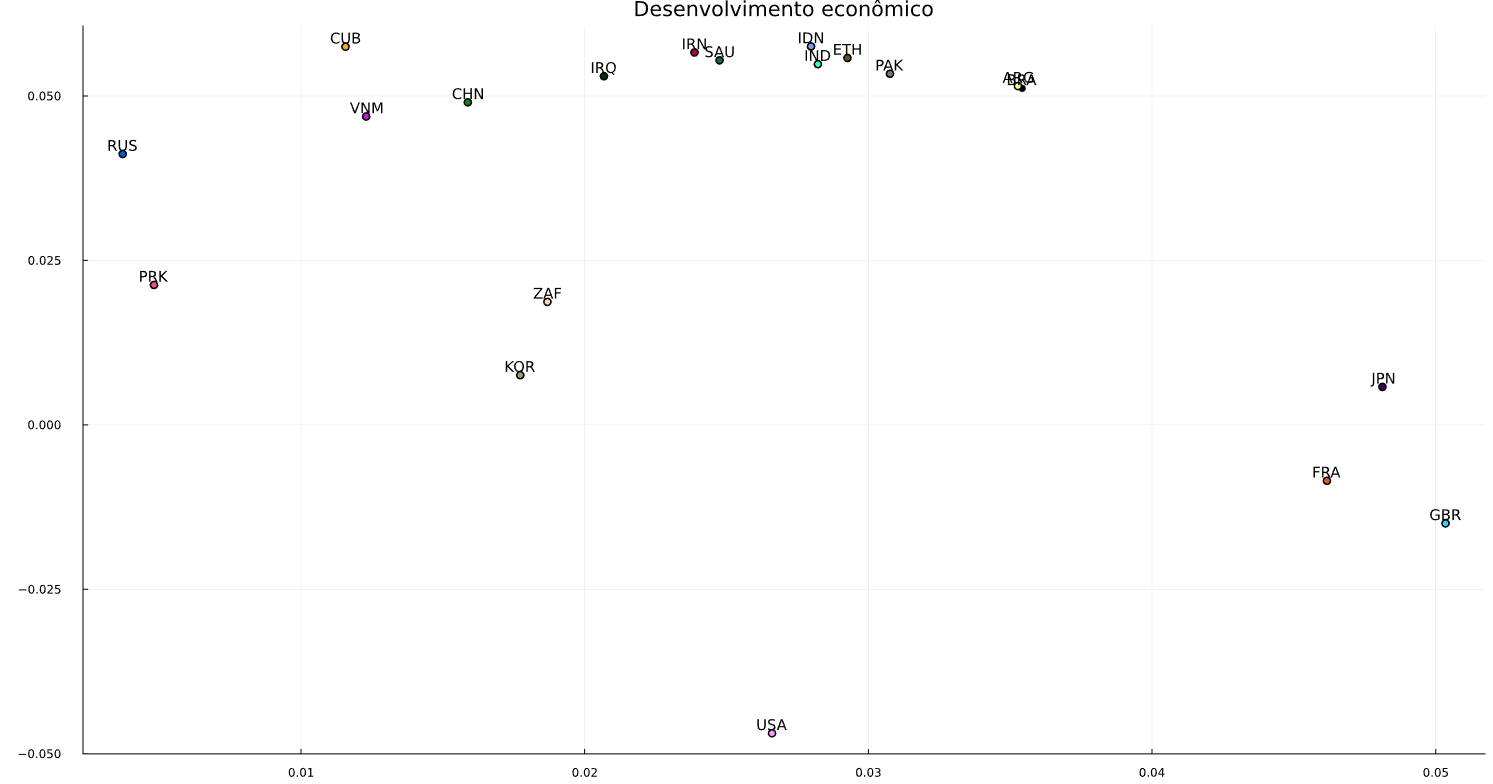 Desenvolvimento econômico
CUB
IDN
IRN
SAU
ETH
IND
PAK
IRQ
ARG
BRA
CHN
0.050
VNM
RUS
0.025
PRK
ZAF
KOR
JPN
0.000
FRA
GBR
−0.025
USA
−0.050
0.01 0.02 0.03 0.04 0.05